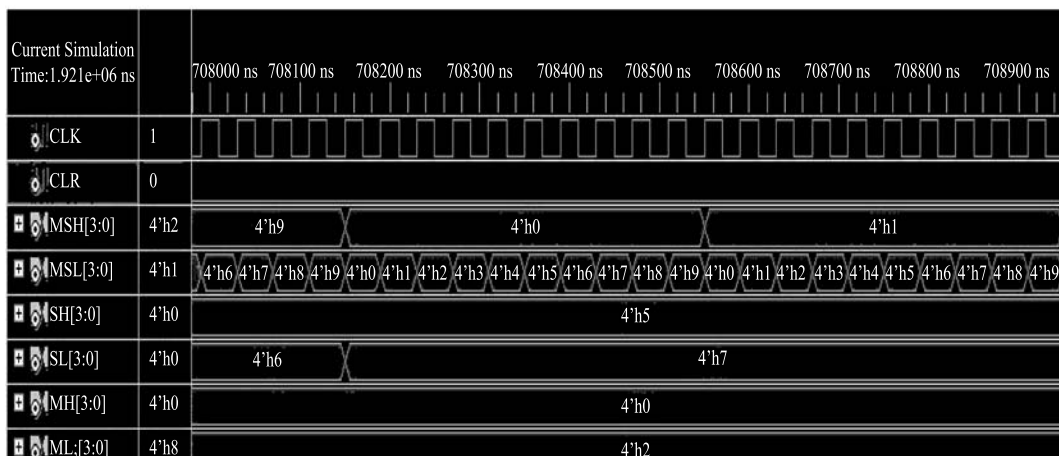 Current Simulation
Time:1.921e+06 ns
708000 ns 708100 ns 708200 ns 708300 ns 708400 ns 708500 ns 708600 ns 708700 ns 708800 ns 708900 ns
CLK 1
CLR 0
MSH[3:0] 4'h2 4'h9 4'h0 4'h1
MSL[3:0] 4'h1 4'h6 4'h7 4'h8 4'h9 4'h0 4'h1 4'h2 4'h3 4'h4 4'h5 4'h6 4'h7 4'h8 4'h9 4'h0 4'h1 4'h2 4'h3 4'h4 4'h5 4'h6 4'h7 4'h8 4'h9
SH[3:0] 4'h0 4'h5
SL[3:0] 4'h0 4'h6 4'h7
MH[3:0] 4'h0 4'h0
ML;[3:0] 4'h8 4'h2